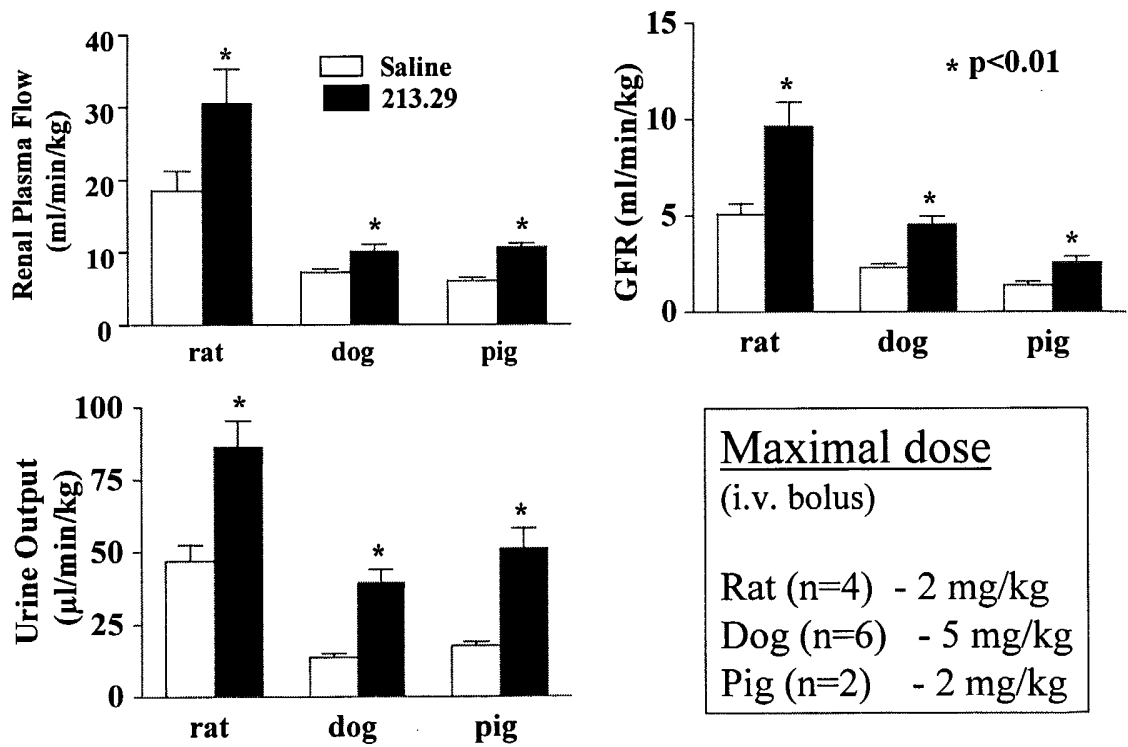 Renal Plasma Flow
(ml/min/kg)
40
30
20
10
0
* * *
Saline
213.29
rat dog pig
GFR (ml/min/kg)
15
10
5
0
* p<0.01
* * *
rat dog pig
Urine Output
(µl/min/kg)
100
75
50
25
0
* * *
rat dog pig
Maximal dose
(i.v. bolus)
Rat (n=4) - 2 mg/kg
Dog (n=6) - 5 mg/kg
Pig (n=2) - 2 mg/kg